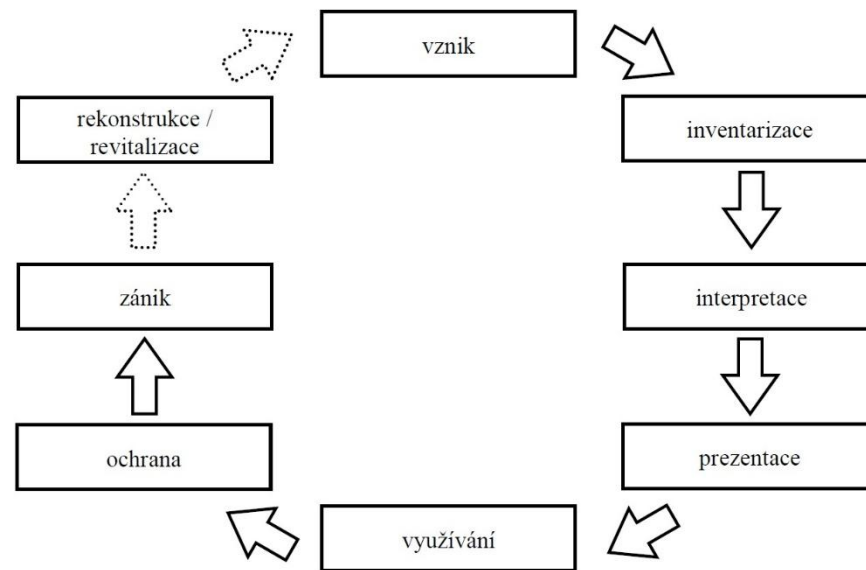 vznik
inventarizace
interpretace
prezentace
využívání
ochrana
zánik
rekonstrukce /
revitalizace